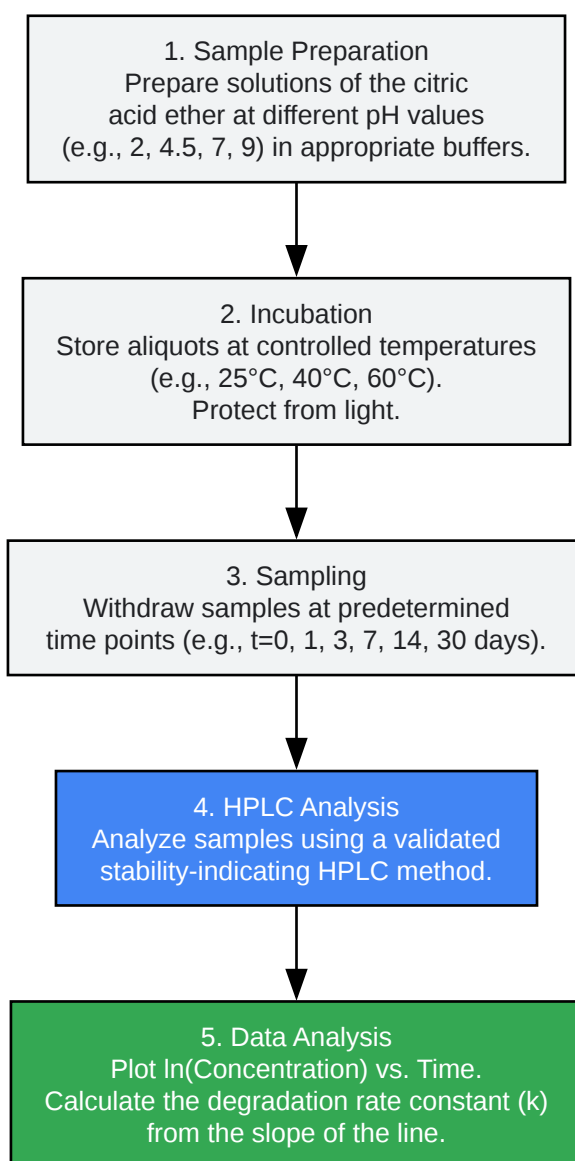 1. Sample Preparation
Prepare solutions of the citric
acid ether at different pH values
(e.g., 2, 4.5, 7, 9) in appropriate buffers.
2. Incubation
Store aliquots at controlled temperatures
(e.g., 25°C, 40°C, 60°C).
Protect from light.
3. Sampling
Withdraw samples at predetermined
time points (e.g., t=0, 1, 3, 7, 14, 30 days).
4. HPLC Analysis
Analyze samples using a validated
stability-indicating HPLC method.
5. Data Analysis
Plot ln(Concentration) vs. Time.
Calculate the degradation rate constant (k)
from the slope of the line.